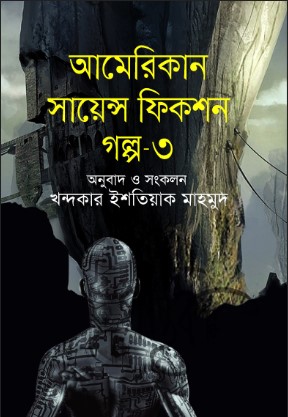 আমেরিকান
সায়েন্স ফিকশন
গল্প-৩
অনুবাদ ও সংকলন
খন্দকার ইশতিয়াক মাহমুদ